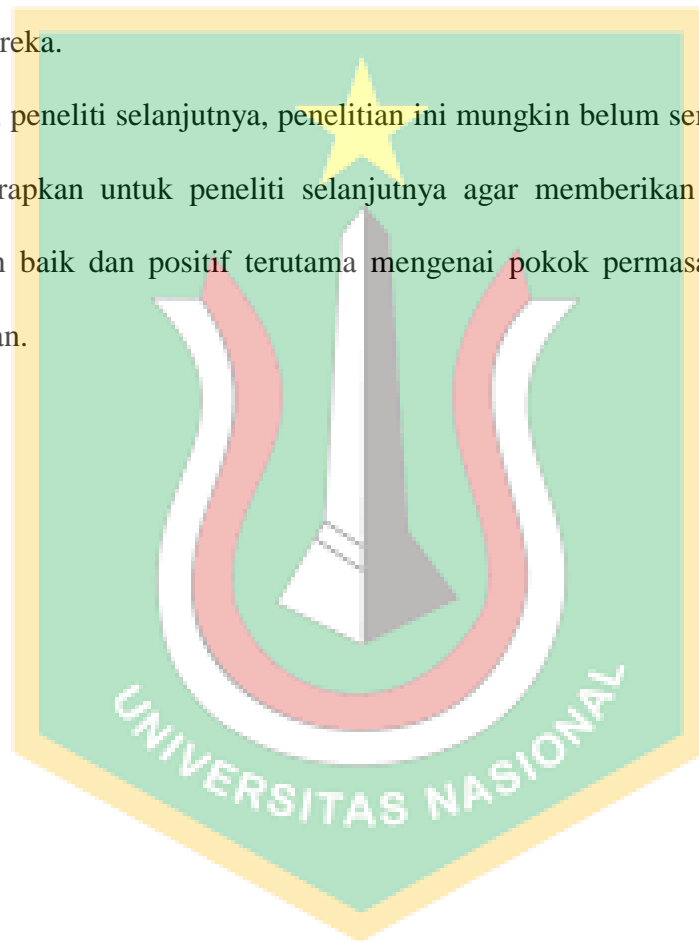 reka.
peneliti selanjutnya, penelitian ini mungkin belum ser
rapkan untuk peneliti selanjutnya agar memberikan
baik dan positif terutama mengenai pokok permasa
an.
UNIVERSITAS NASIONAL